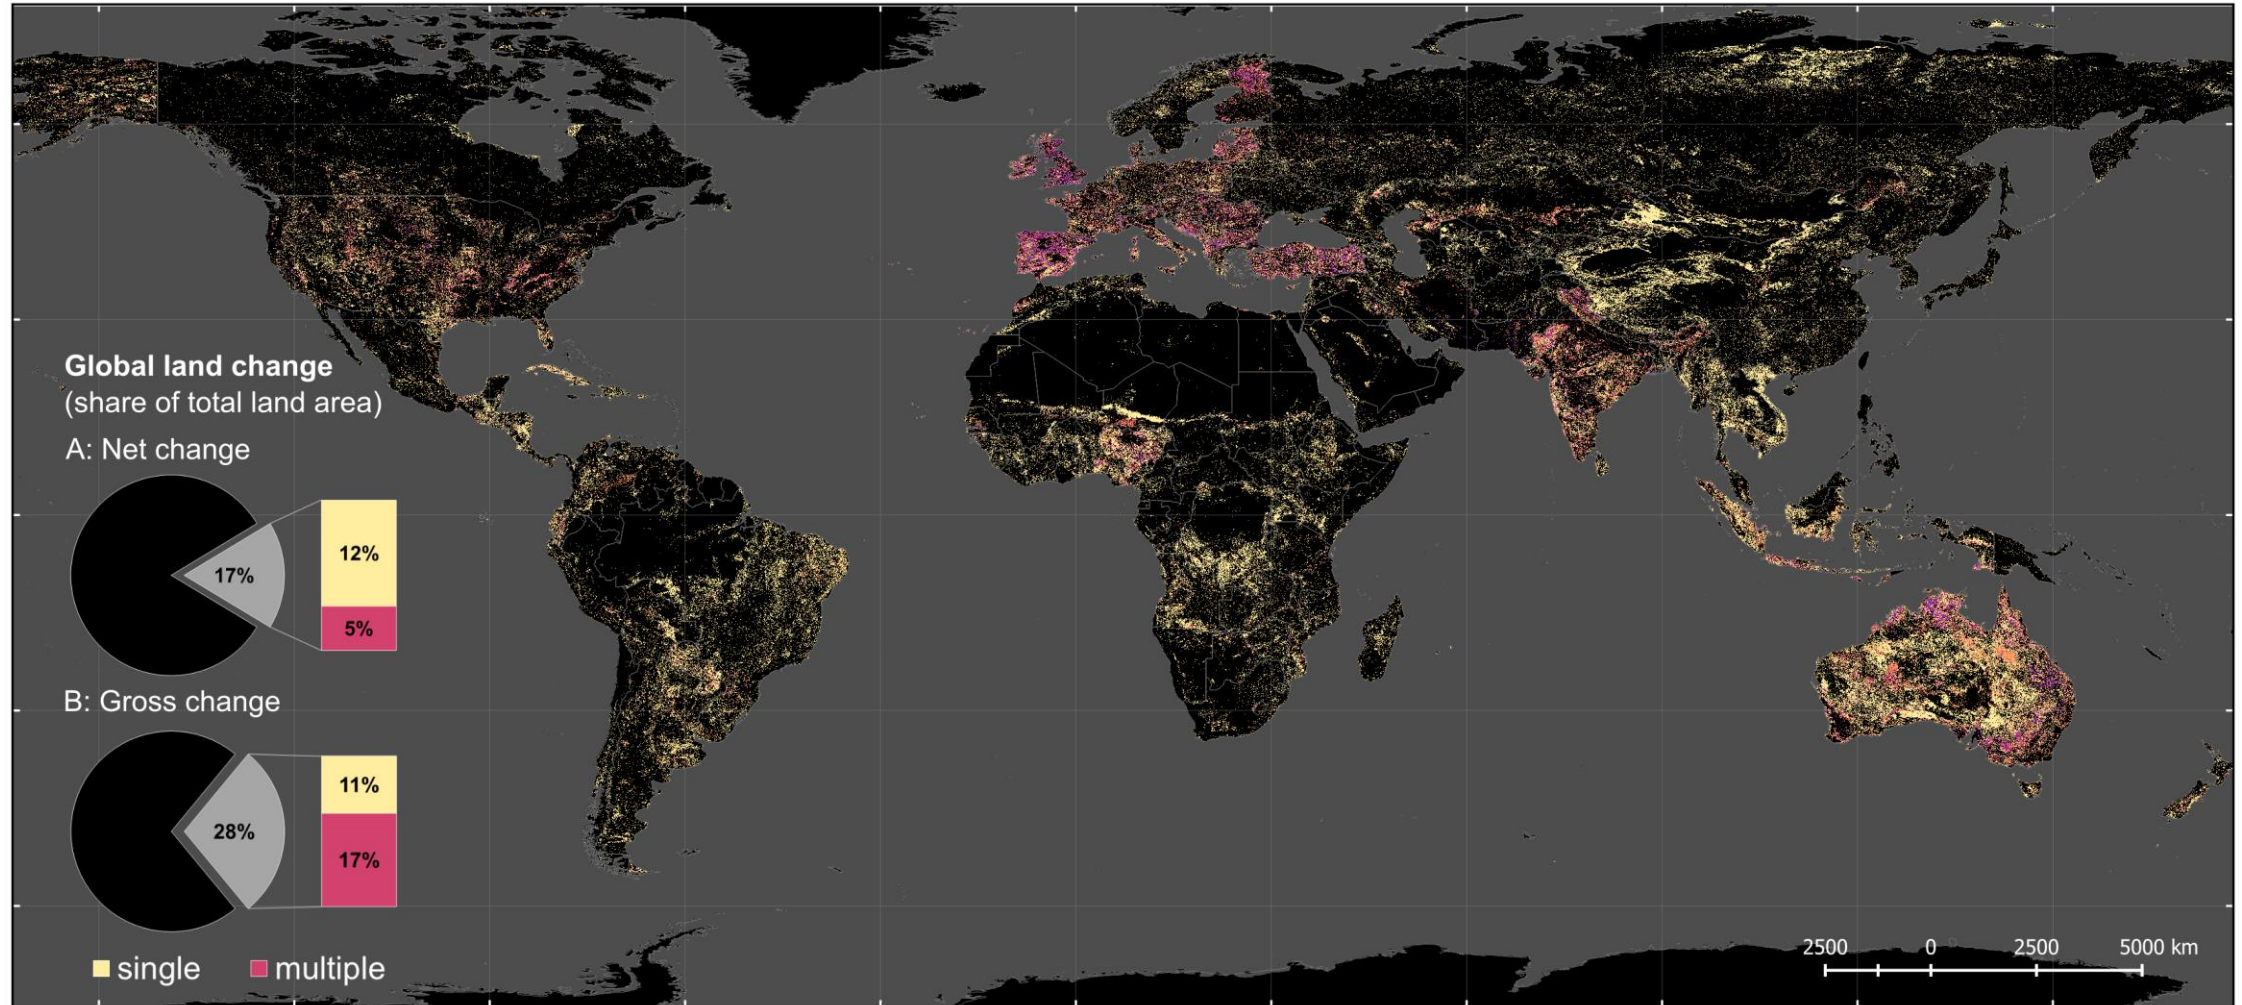 Global land change
(share of total land area)
A: Net change
17%
12%
5%
B: Gross change
28%
11%
17%
single
multiple
2500 0 2500 5000 km